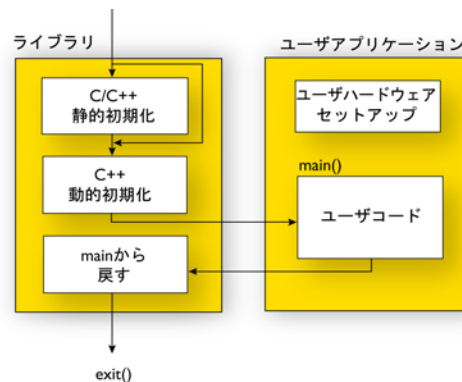 ライブラリ
C/C++
静的初期化
C++
動的初期化
mainから
戻す
exit()
ユーザアプリケーション
ユーザハードウェア
セットアップ
main()
ユーザコード